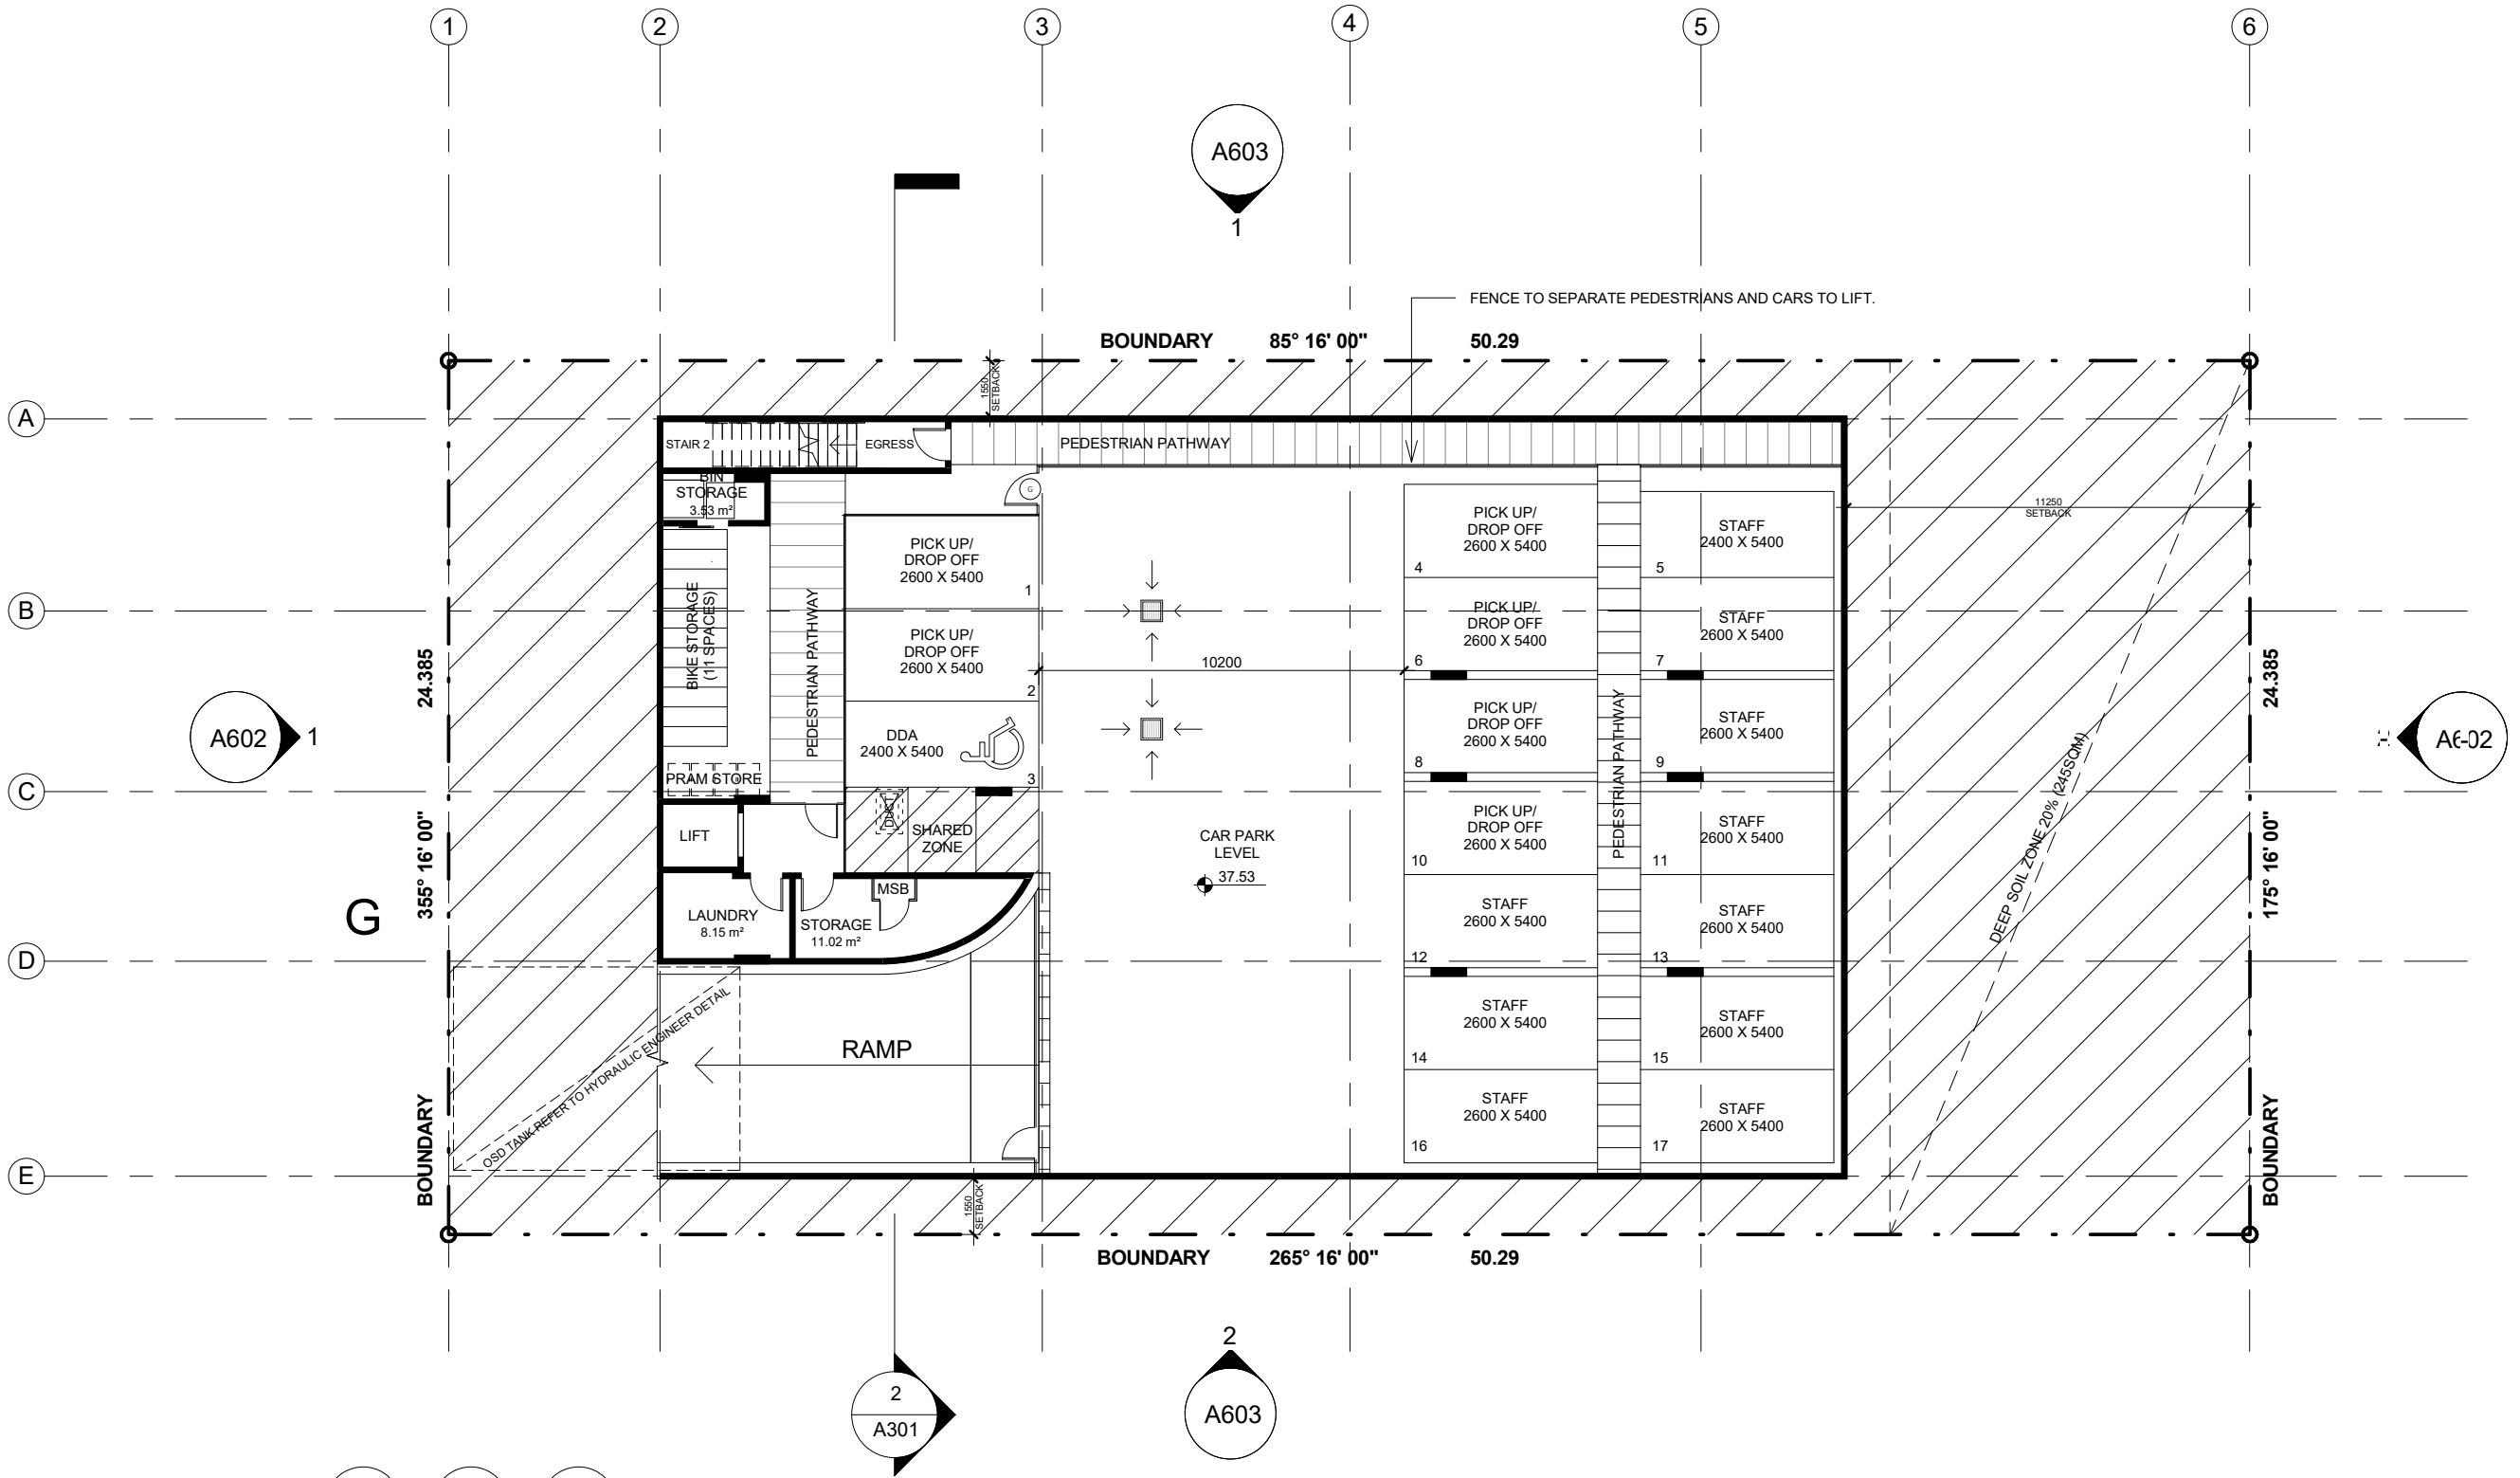 1
2
3
4
5
6
A603
1
FENCE TO SEPARATE PEDESTRIANS AND CARS TO LIFT.
BOUNDARY 85° 16' 00" 50.29
1550
SETBACK
A
STAIR 2
EGRESS
PEDESTRIAN PATHWAY
BIN
STORAGE
3.53 m²
G
11250
SETBACK
PICK UP/
DROP OFF
2600 X 5400
1
PICK UP/
DROP OFF
2600 X 5400
4
STAFF
2400 X 5400
5
B
BIKE STORAGE
(11 SPACES)
PEDESTRIAN PATHWAY
PICK UP/
DROP OFF
2600 X 5400
2
10200
PICK UP/
DROP OFF
2600 X 5400
6
STAFF
2600 X 5400
7
24.385
24.385
A602
1
DDA
2400 X 5400
3
PICK UP/
DROP OFF
2600 X 5400
8
PEDESTRIAN PATHWAY
STAFF
2600 X 5400
9
DEEP SOIL ZONE 20% (245SQM)
PRAM STORE
C
DUCT
SHARED
ZONE
LIFT
CAR PARK
LEVEL
37.53
PICK UP/
DROP OFF
2600 X 5400
10
STAFF
2600 X 5400
11
355° 16' 00"
175° 16' 00"
G
MSB
LAUNDRY
8.15 m²
STORAGE
11.02 m²
STAFF
2600 X 5400
12
STAFF
2600 X 5400
13
D
OSD TANK REFER TO HYDRAULIC ENGINEER DETAIL
RAMP
STAFF
2600 X 5400
14
STAFF
2600 X 5400
15
BOUNDARY
BOUNDARY
STAFF
2600 X 5400
16
STAFF
2600 X 5400
17
E
1550
SETBACK
BOUNDARY 265° 16' 00" 50.29
2
A301
2
A603